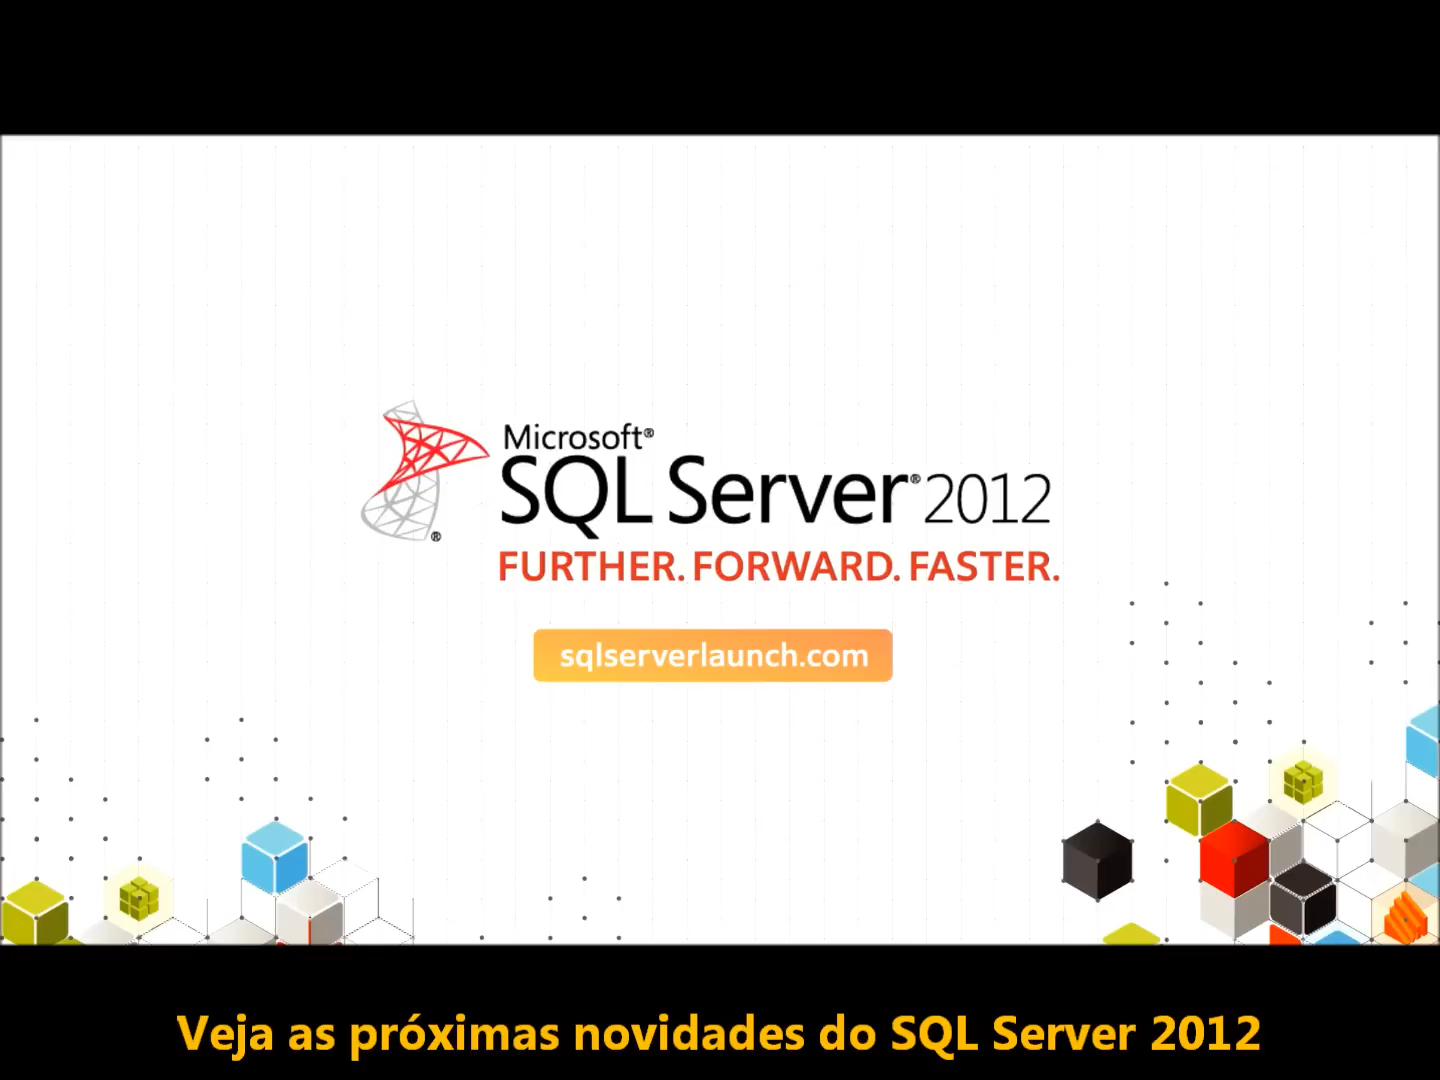 Microsoft®
SQL Server® 2012
®
FURTHER. FORWARD. FASTER.
sqlserverlaunch.com
Veja as próximas novidades do SQL Server 2012